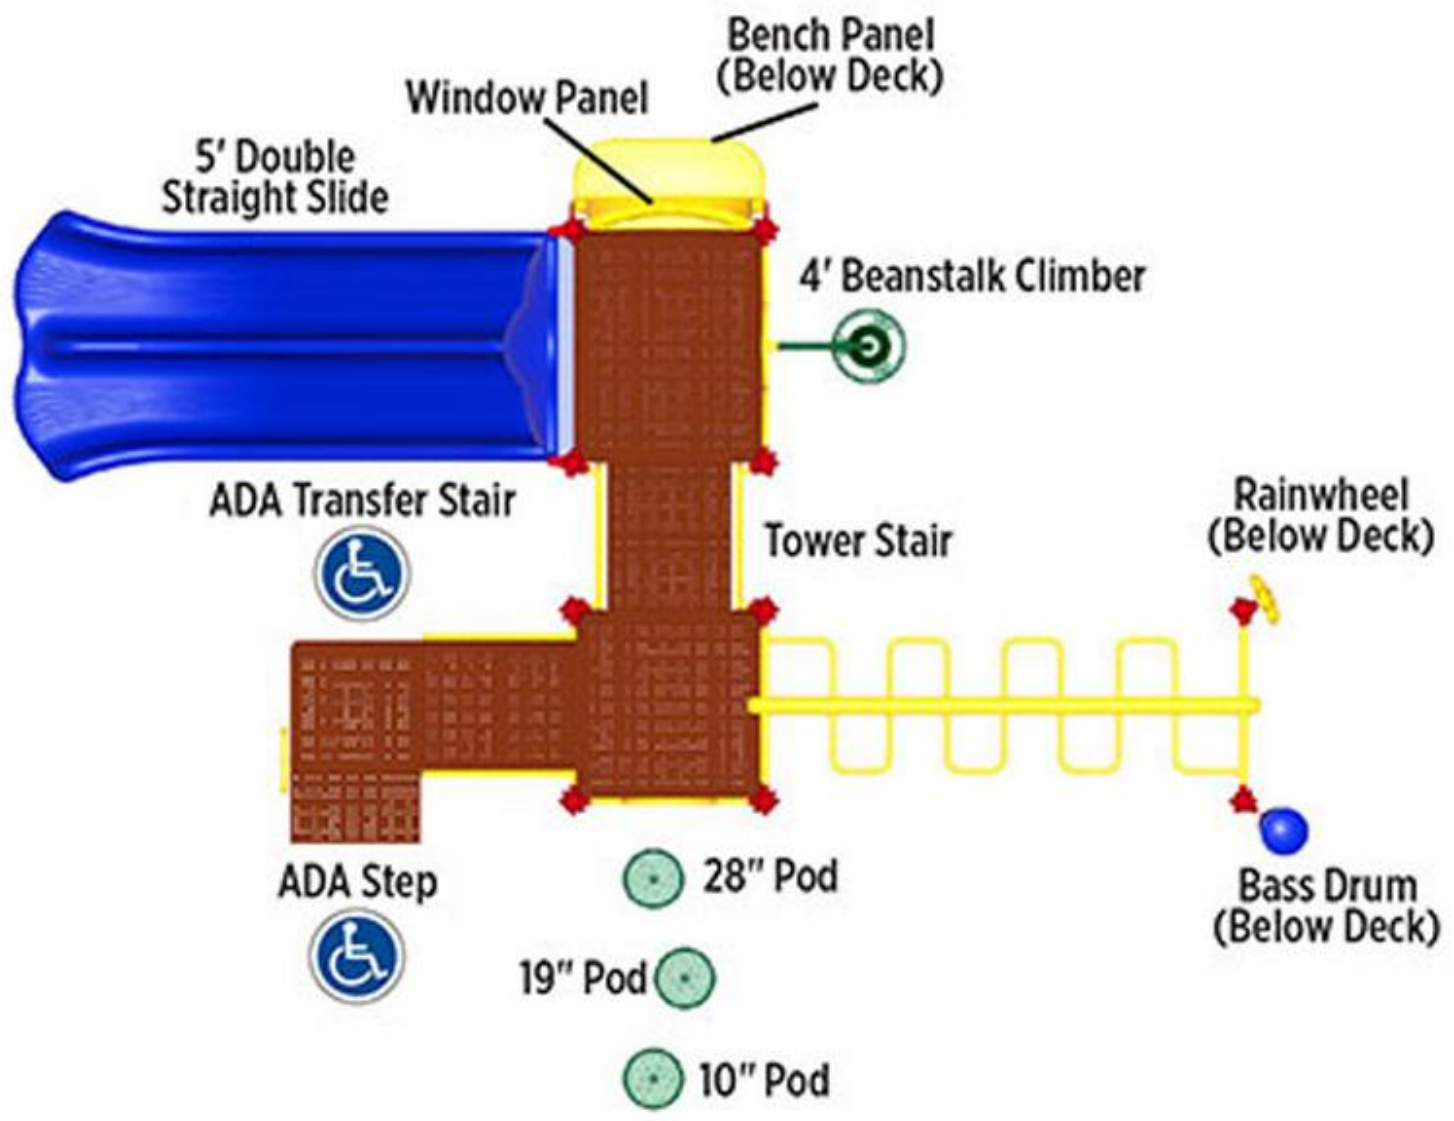 Bench Panel
(Below Deck)
Window Panel
5' Double
Straight Slide
4' Beanstalk Climber
ADA Transfer Stair
Tower Stair
Rainwheel
(Below Deck)
ADA Step
28" Pod
Bass Drum
(Below Deck)
19" Pod
10" Pod